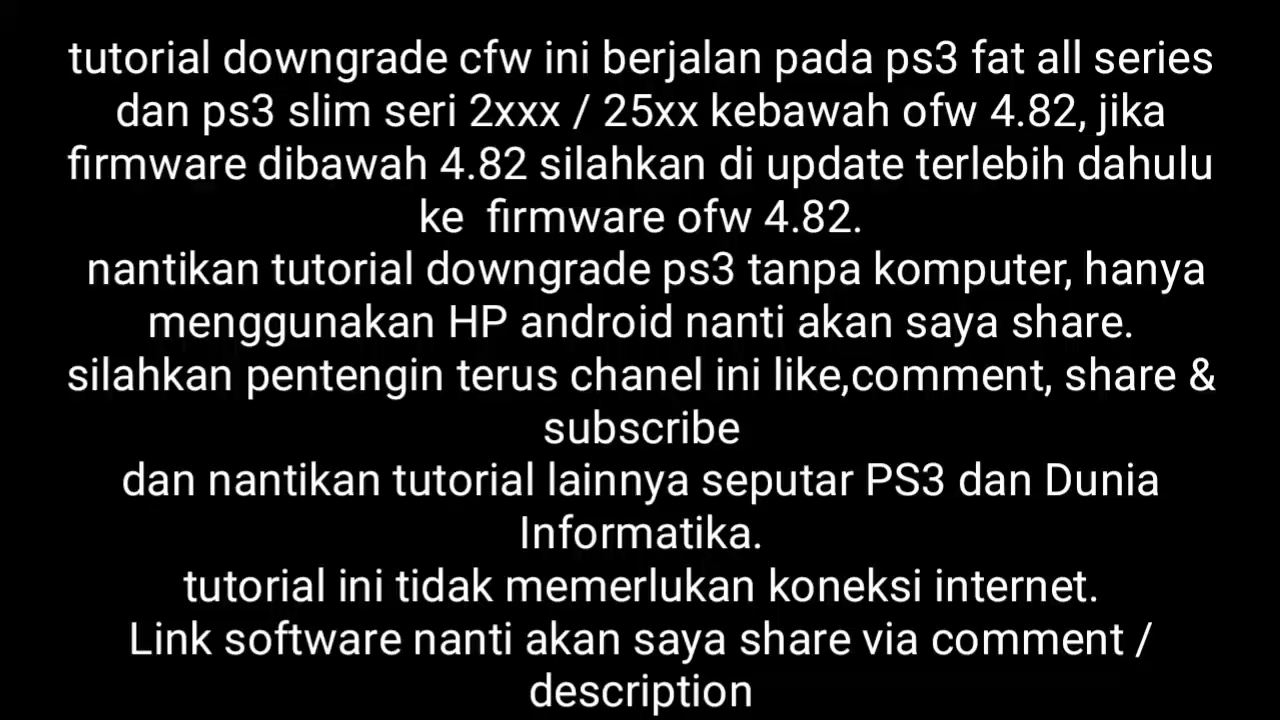 tutorial downgrade cfw ini berjalan pada ps3 fat all series
dan ps3 slim seri 2xxx / 25xx kebawah ofw 4.82, jika
firmware dibawah 4.82 silahkan di update terlebih dahulu
ke  firmware ofw 4.82.
nantikan tutorial downgrade ps3 tanpa komputer, hanya
menggunakan HP android nanti akan saya share.
silahkan pentengin terus chanel ini like,comment, share &
subscribe
dan nantikan tutorial lainnya seputar PS3 dan Dunia
Informatika.
tutorial ini tidak memerlukan koneksi internet.
Link software nanti akan saya share via comment /
description